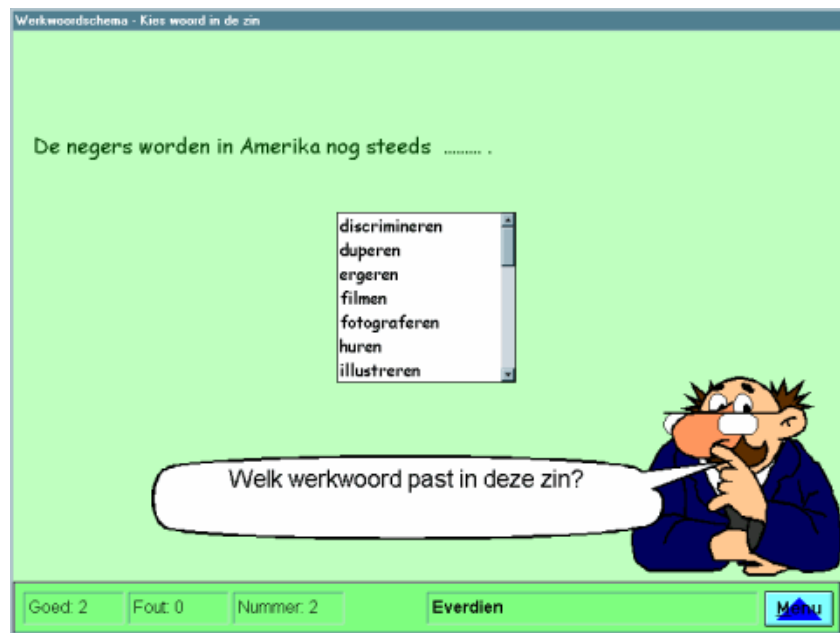 Werkwoordschema - Kies woord in de zin
De negers worden in Amerika nog steeds ......... .
discrimineren
duperen
ergeren
filmen
fotograferen
huren
illustreren
Welk werkwoord past in deze zin?
Goed: 2 Fout: 0 Nummer: 2 Everdien Menu